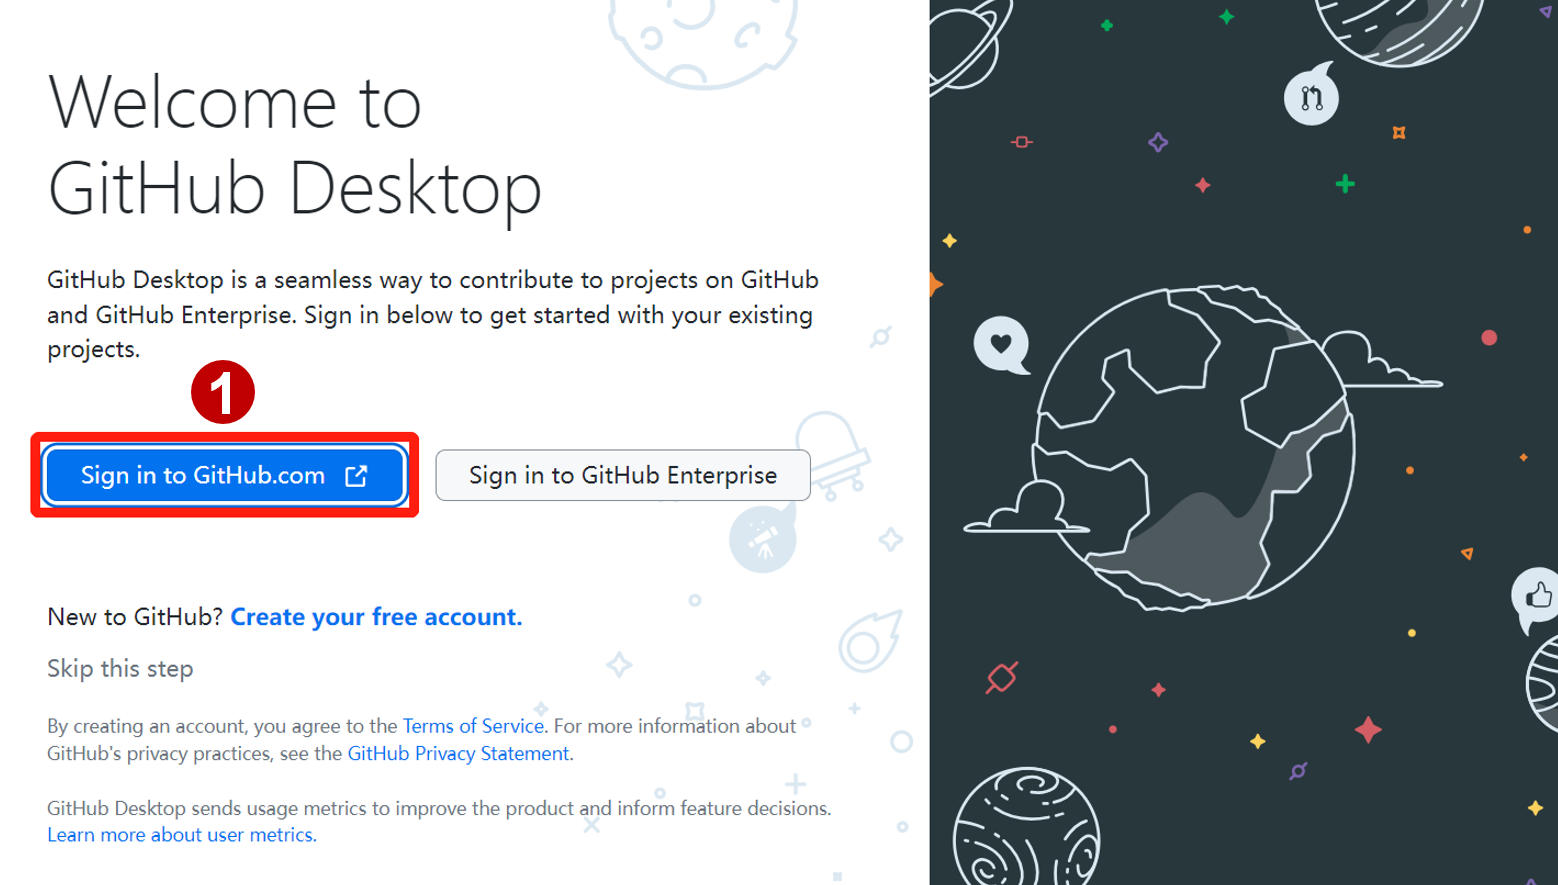 Welcome to
GitHub Desktop
GitHub Desktop is a seamless way to contribute to projects on GitHub
and GitHub Enterprise. Sign in below to get started with your existing
projects.
1
Sign in to GitHub.com
Sign in to GitHub Enterprise
New to GitHub? Create your free account.
Skip this step
By creating an account, you agree to the Terms of Service. For more information about
GitHub's privacy practices, see the GitHub Privacy Statement.
GitHub Desktop sends usage metrics to improve the product and inform feature decisions.
Learn more about user metrics.